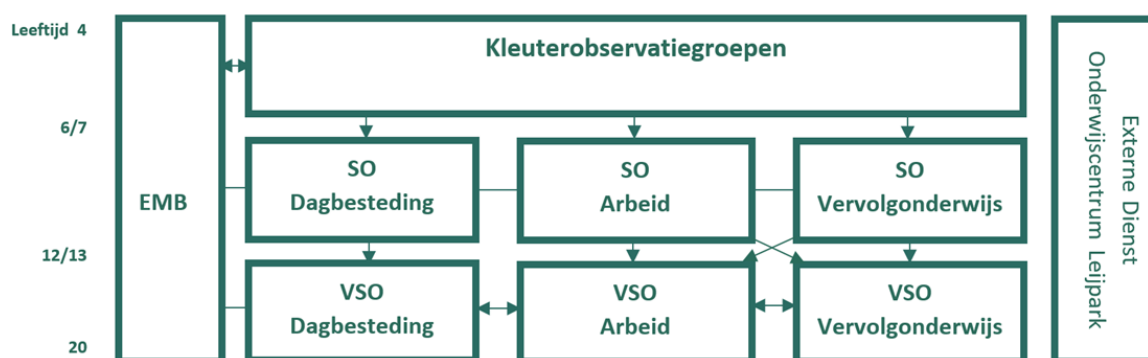 Leeftijd 4
Kleuterobservatiegroepen
6/7
EMB
SO
Dagbesteding
SO
Arbeid
SO
Vervolgonderwijs
12/13
VSO
Dagbesteding
VSO
Arbeid
VSO
Vervolgonderwijs
20
Externe Dienst
Onderwijscentrum Leijpark